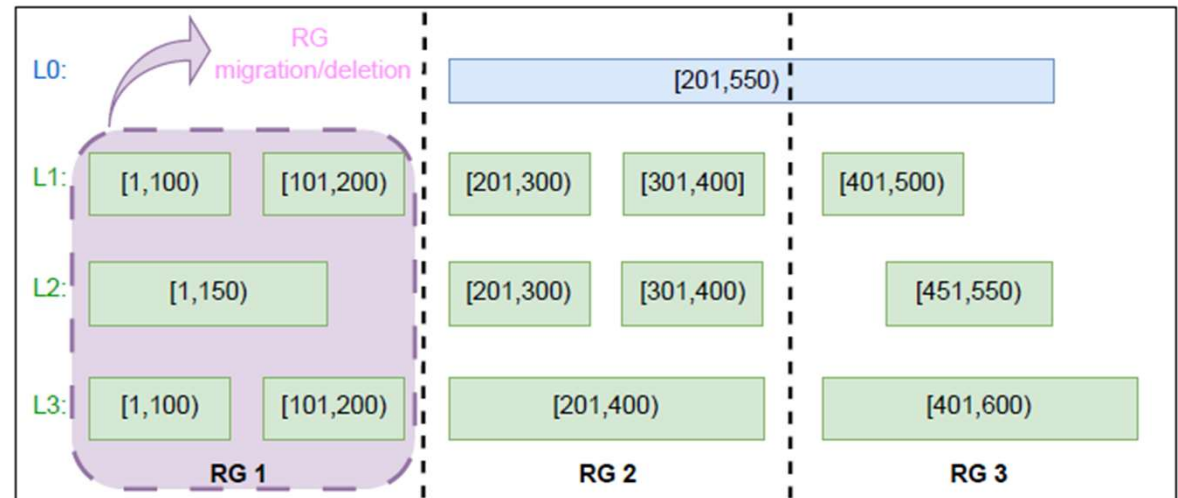 RG
migration/deletion
L0:
[201,550)
L1:
[1,100)
[101,200)
[201,300)
[301,400]
[401,500)
L2:
[1,150)
[201,300)
[301,400)
[451,550)
L3:
[1,100)
[101,200)
[201,400)
[401,600)
RG 1
RG 2
RG 3